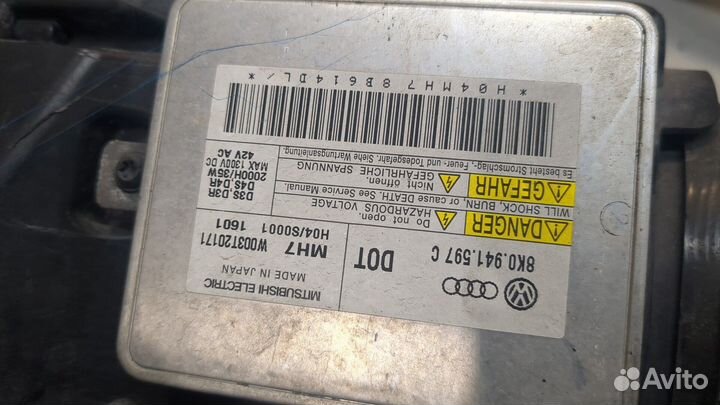 MITSUBISHI ELECTRIC
MADE IN JAPAN
8K0.941.597 C
DOT
MH7
W003T20171
H04/S0001 1601
D3S, D3R
D4S, D4R
2000H/35W
MAX 1300V DC
42V AC
DANGER
Do not open.
HAZARDOUS VOLTAGE
WILL SHOCK, BURN, or cause DEATH. See Service Manual.
GEFAHR
Nicht öffnen.
GEFÄHRLICHE SPANNUNG
Es besteht Stromschlag-, Feuer- und Todesgefahr. Siehe Wartungsanleitung.
*H04MH78B614DL/*
Avito